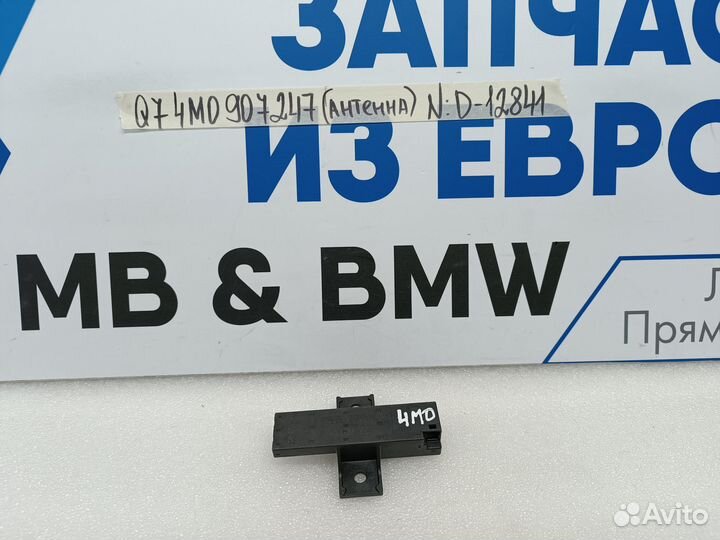 ЗАПЧАС
Q7 4M0 907 247 (АНТЕННА) N: D-12841
ИЗ ЕВРО
MB & BMW
Л
Прям
4M0
Avito